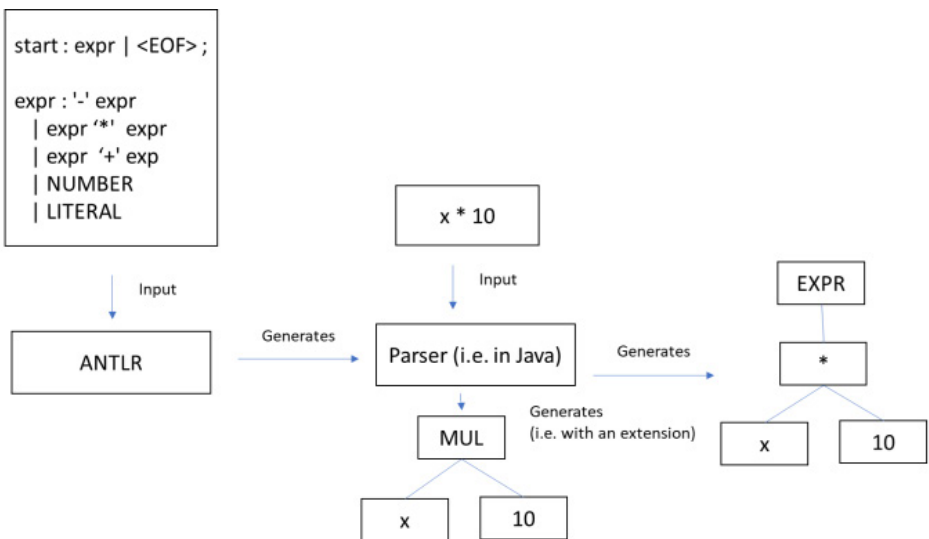 start : expr | <EOF> ;
expr : '-' expr
| expr ‘*' expr
| expr ‘+' exp
| NUMBER
| LITERAL
Input
ANTLR
Generates
x * 10
Input
Parser (i.e. in Java)
Generates
Generates
(i.e. with an extension)
MUL
x
10
EXPR
*
x
10